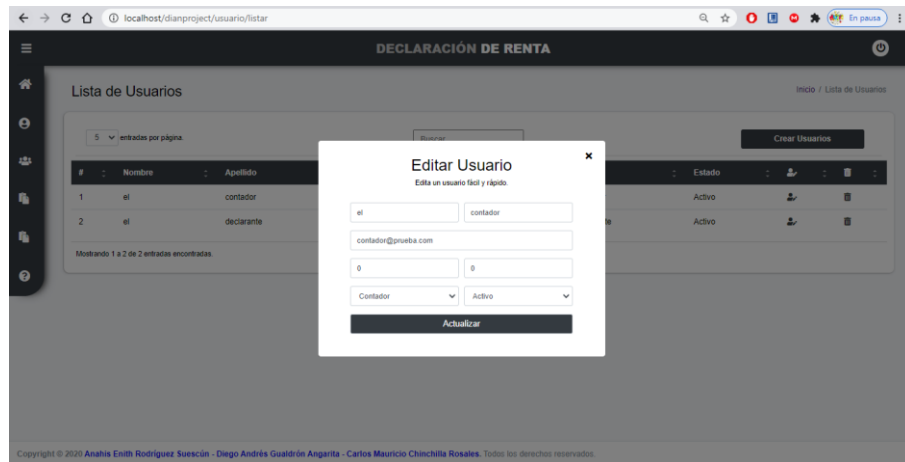 localhost/dianproject/usuario/listar
En pausa
DECLARACIÓN DE RENTA
Lista de Usuarios
Inicio / Lista de Usuarios
5 entradas por página.
Buscar...
Crear Usuarios
# Nombre Apellido Estado
1 el contador Activo
2 el declarante te Activo
Mostrando 1 a 2 de 2 entradas encontradas.
Editar Usuario
Edita un usuario fácil y rápido.
el contador
contador@prueba.com
0 0
Contador Activo
Actualizar
Copyright © 2020 Anahis Enith Rodríguez Suescún - Diego Andrés Gualdrón Angarita - Carlos Mauricio Chinchilla Rosales. Todos los derechos reservados.